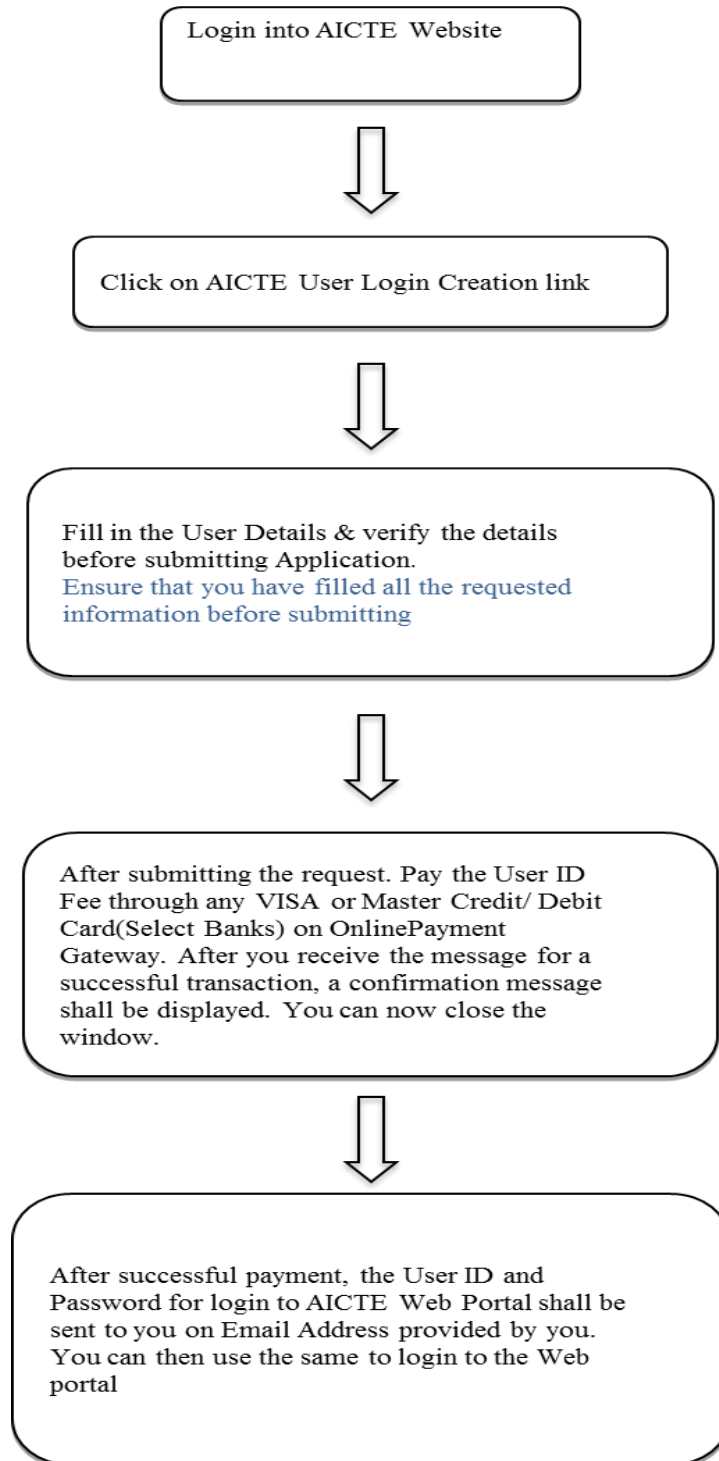 Login into AICTE Website
Click on AICTE User Login Creation link
Fill in the User Details & verify the details
before submitting Application.
Ensure that you have filled all the requested
information before submitting
After submitting the request. Pay the User ID
Fee through any VISA or Master Credit/ Debit
Card(Select Banks) on OnlinePayment
Gateway. After you receive the message for a
successful transaction, a confirmation message
shall be displayed. You can now close the
window.
After successful payment, the User ID and
Password for login to AICTE Web Portal shall be
sent to you on Email Address provided by you.
You can then use the same to login to the Web
portal